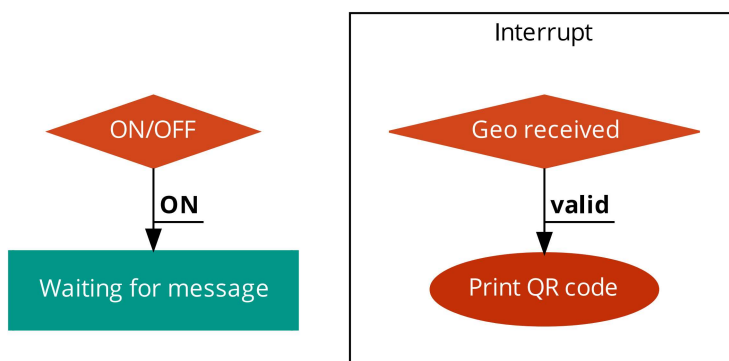 Interrupt
ON/OFF
Geo received
ON
valid
Waiting for message
Print QR code